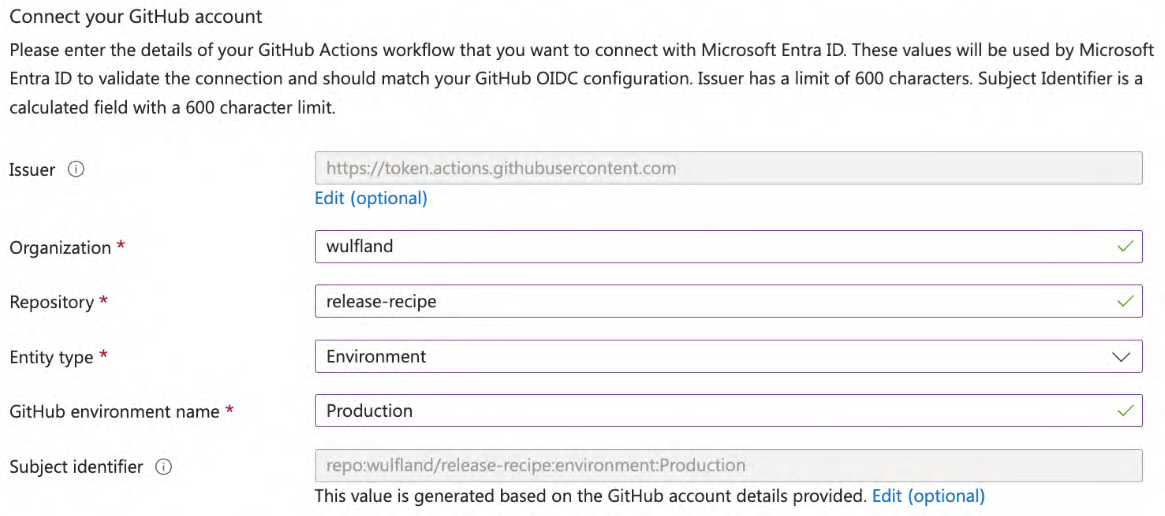 Connect your GitHub account
Please enter the details of your GitHub Actions workflow that you want to connect with Microsoft Entra ID. These values will be used by Microsoft
Entra ID to validate the connection and should match your GitHub OIDC configuration. Issuer has a limit of 600 characters. Subject Identifier is a
calculated field with a 600 character limit.
Issuer
https://token.actions.githubusercontent.com
Edit (optional)
Organization *
wulfland
Repository *
release-recipe
Entity type *
Environment
GitHub environment name *
Production
Subject identifier
repo:wulfland/release-recipe:environment:Production
This value is generated based on the GitHub account details provided. Edit (optional)